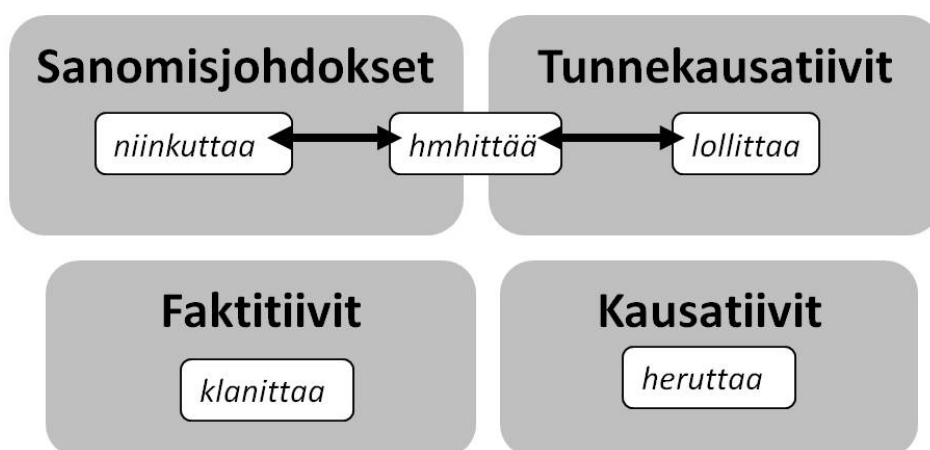 Sanomisjohdokset
Tunnekausatiivit
niinkuttaa
hmhittää
lollittaa
Faktitiivit
Kausatiivit
klanittaa
heruttaa